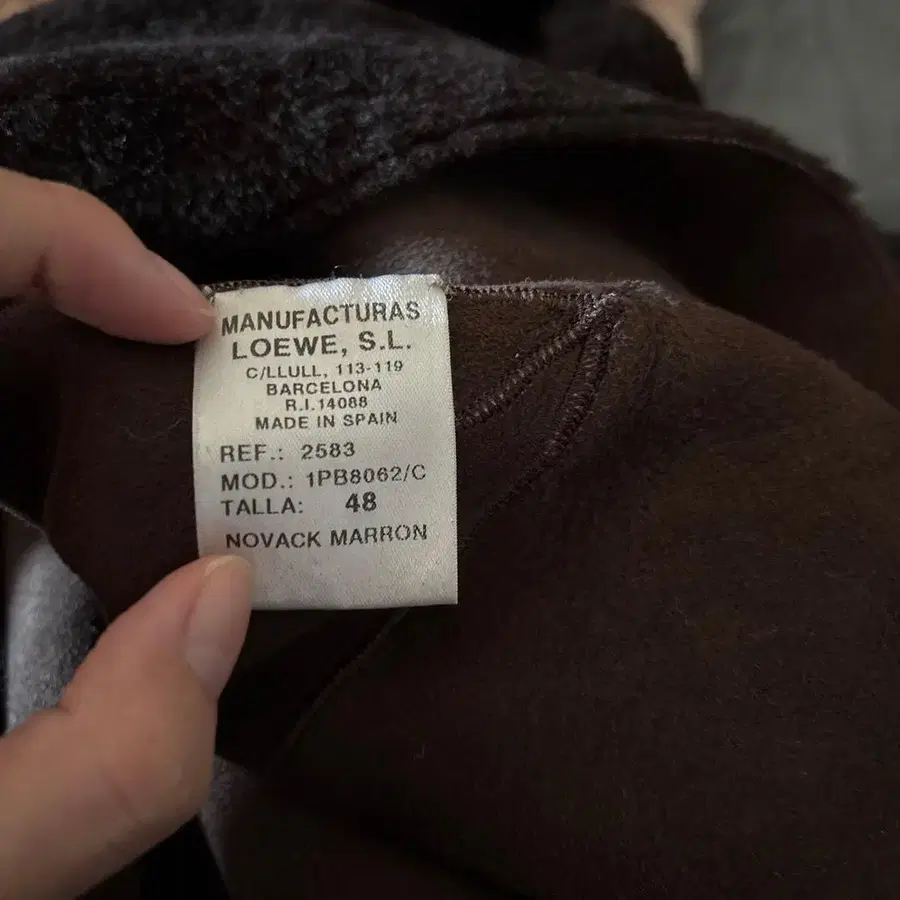 MANUFACTURAS
LOEWE, S.L.
C/LLULL, 113-119
BARCELONA
R.I.14088
MADE IN SPAIN
REF.: 2583
MOD.: 1PB8062/C
TALLA: 48
NOVACK MARRON